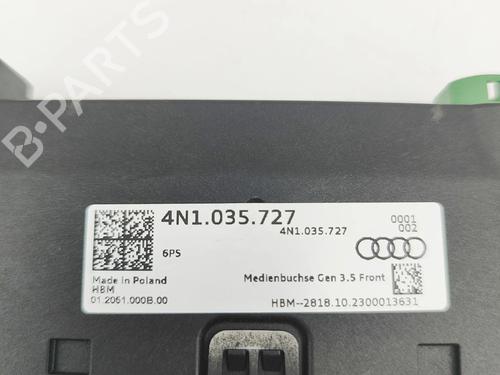 B-PARTS
4N1.035.727
4N1.035.727
0001
002
6PS
Made in Poland
HBM
01.2051.000B.00
Medienbuchse Gen 3.5 Front
HBM--2818.10.2300013631